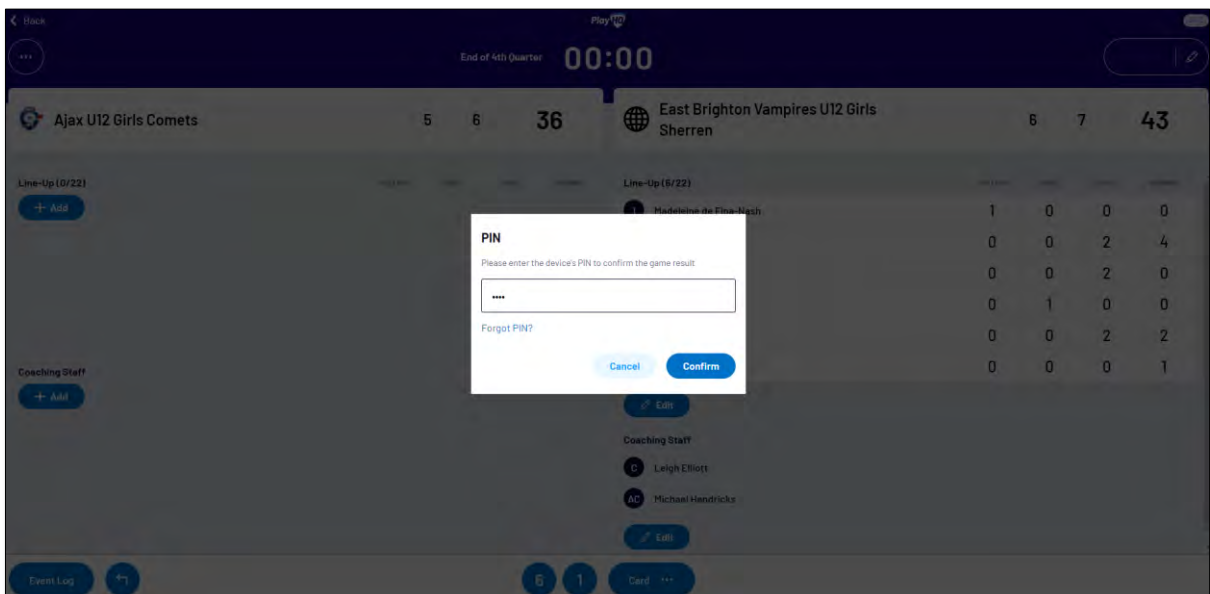 Back
PlayHQ
End of 4th Quarter 00:00
Ajax U12 Girls Comets 5 6 36
East Brighton Vampires U12 Girls
Sherren
6 7 43
Line-Up (0/22)
+ Add
Coaching Staff
+ Add
Line-Up (6/22)
1 Madeleine de Fina-Nash 1 0 0 0
0 0 2 4
0 0 2 0
0 1 0 0
0 0 2 2
0 0 0 1
Edit
Coaching Staff
C Leigh Elliott
AC Michael Hendricks
Edit
PIN
Please enter the device's PIN to confirm the game result
••••
Forgot PIN?
Cancel Confirm
Event Log 6 1 Card ···